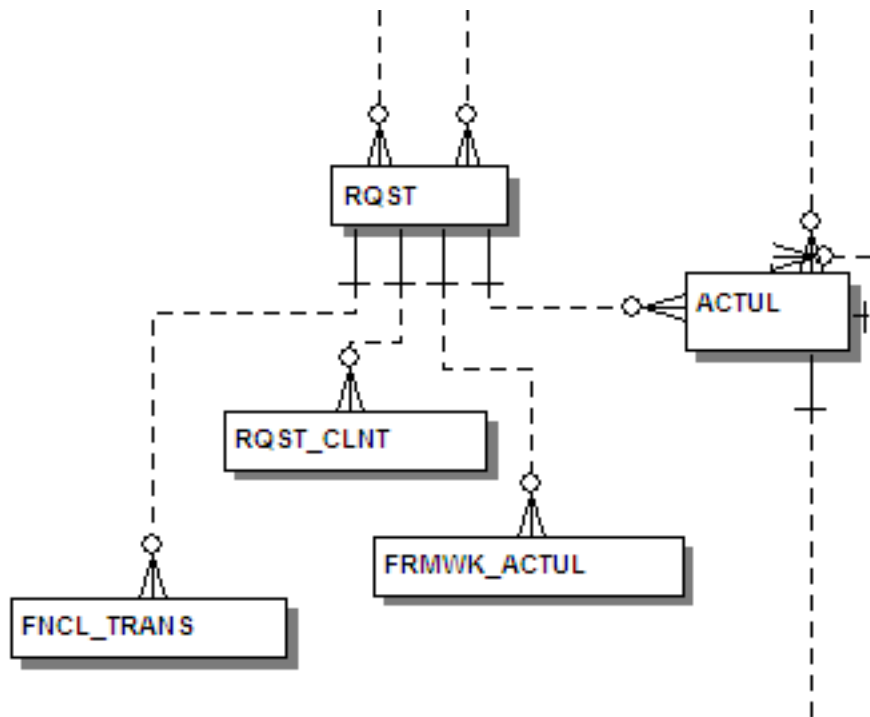 RQST
ACTUL
RQST_CLNT
FRMWK_ACTUL
FNCL_TRANS